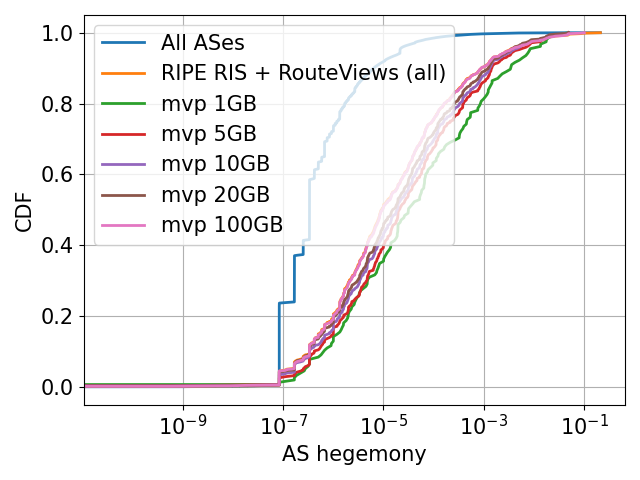 1.0
0.8
0.6
0.4
0.2
0.0
CDF
All ASes
RIPE RIS + RouteViews (all)
mvp 1GB
mvp 5GB
mvp 10GB
mvp 20GB
mvp 100GB
10⁻⁹ 10⁻⁷ 10⁻⁵ 10⁻³ 10⁻¹
AS hegemony